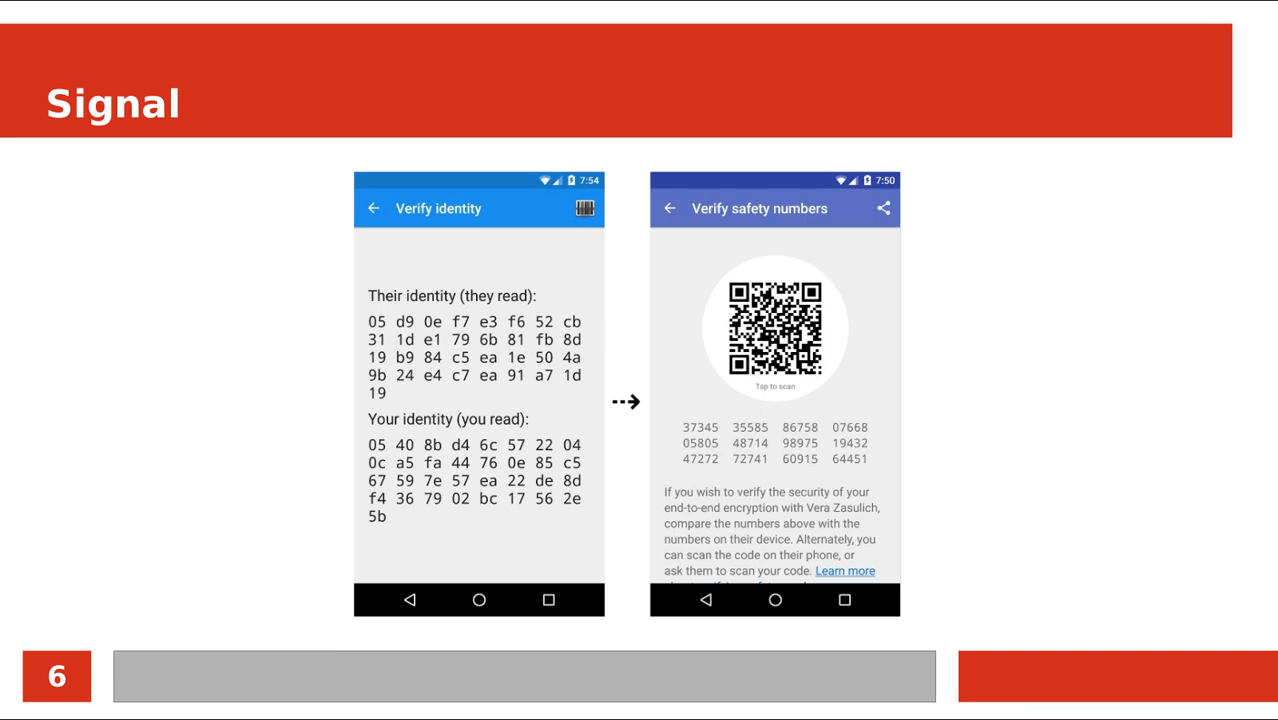 Signal
7:54
Verify identity
Their identity (they read):
05 d9 0e f7 e3 f6 52 cb
31 1d e1 79 6b 81 fb 8d
19 b9 84 c5 ea 1e 50 4a
9b 24 e4 c7 ea 91 a7 1d
19
Your identity (you read):
05 40 8b d4 6c 57 22 04
0c a5 fa 44 76 0e 85 c5
67 59 7e 57 ea 22 de 8d
f4 36 79 02 bc 17 56 2e
5b
7:50
Verify safety numbers
Tap to scan
37345 35585 86758 07668
05805 48714 98975 19432
47272 72741 60915 64451
If you wish to verify the security of your
end-to-end encryption with Vera Zasulich,
compare the numbers above with the
numbers on their device. Alternately, you
can scan the code on their phone, or
ask them to scan your code. Learn more
6